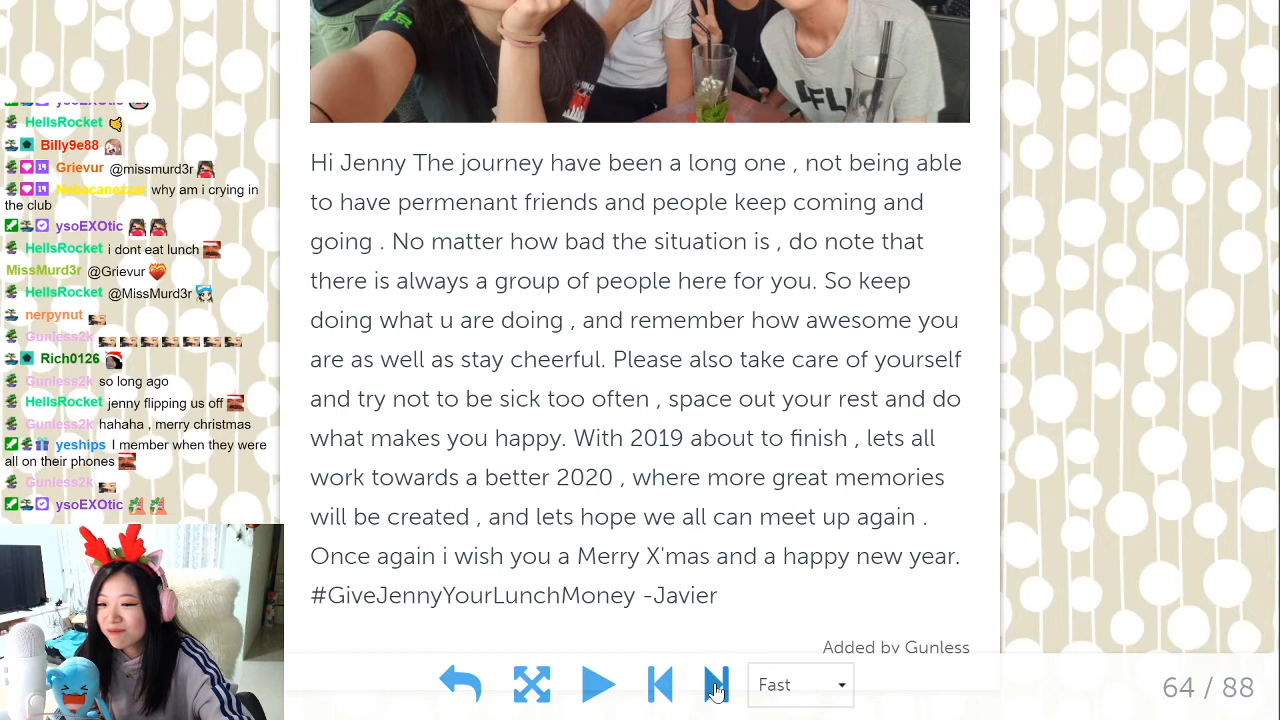 ysoEXOtic
HellsRocket
Billy9e88
Grievur @missmurd3r
Nebocanezzar why am i crying in
the club
ysoEXOtic
HellsRocket i dont eat lunch
MissMurd3r @Grievur
HellsRocket @MissMurd3r
nerpynut
Gunless2k
Rich0126
Gunless2k so long ago
HellsRocket jenny flipping us off
Gunless2k hahaha , merry christmas
yeships I member when they were
all on their phones
Gunless2k
ysoEXOtic
Hi Jenny The journey have been a long one , not being able
to have permenant friends and people keep coming and
going . No matter how bad the situation is , do note that
there is always a group of people here for you. So keep
doing what u are doing , and remember how awesome you
are as well as stay cheerful. Please also take care of yourself
and try not to be sick too often , space out your rest and do
what makes you happy. With 2019 about to finish , lets all
work towards a better 2020 , where more great memories
will be created , and lets hope we all can meet up again .
Once again i wish you a Merry X'mas and a happy new year.
#GiveJennyYourLunchMoney -Javier
Added by Gunless
Fast
64 / 88